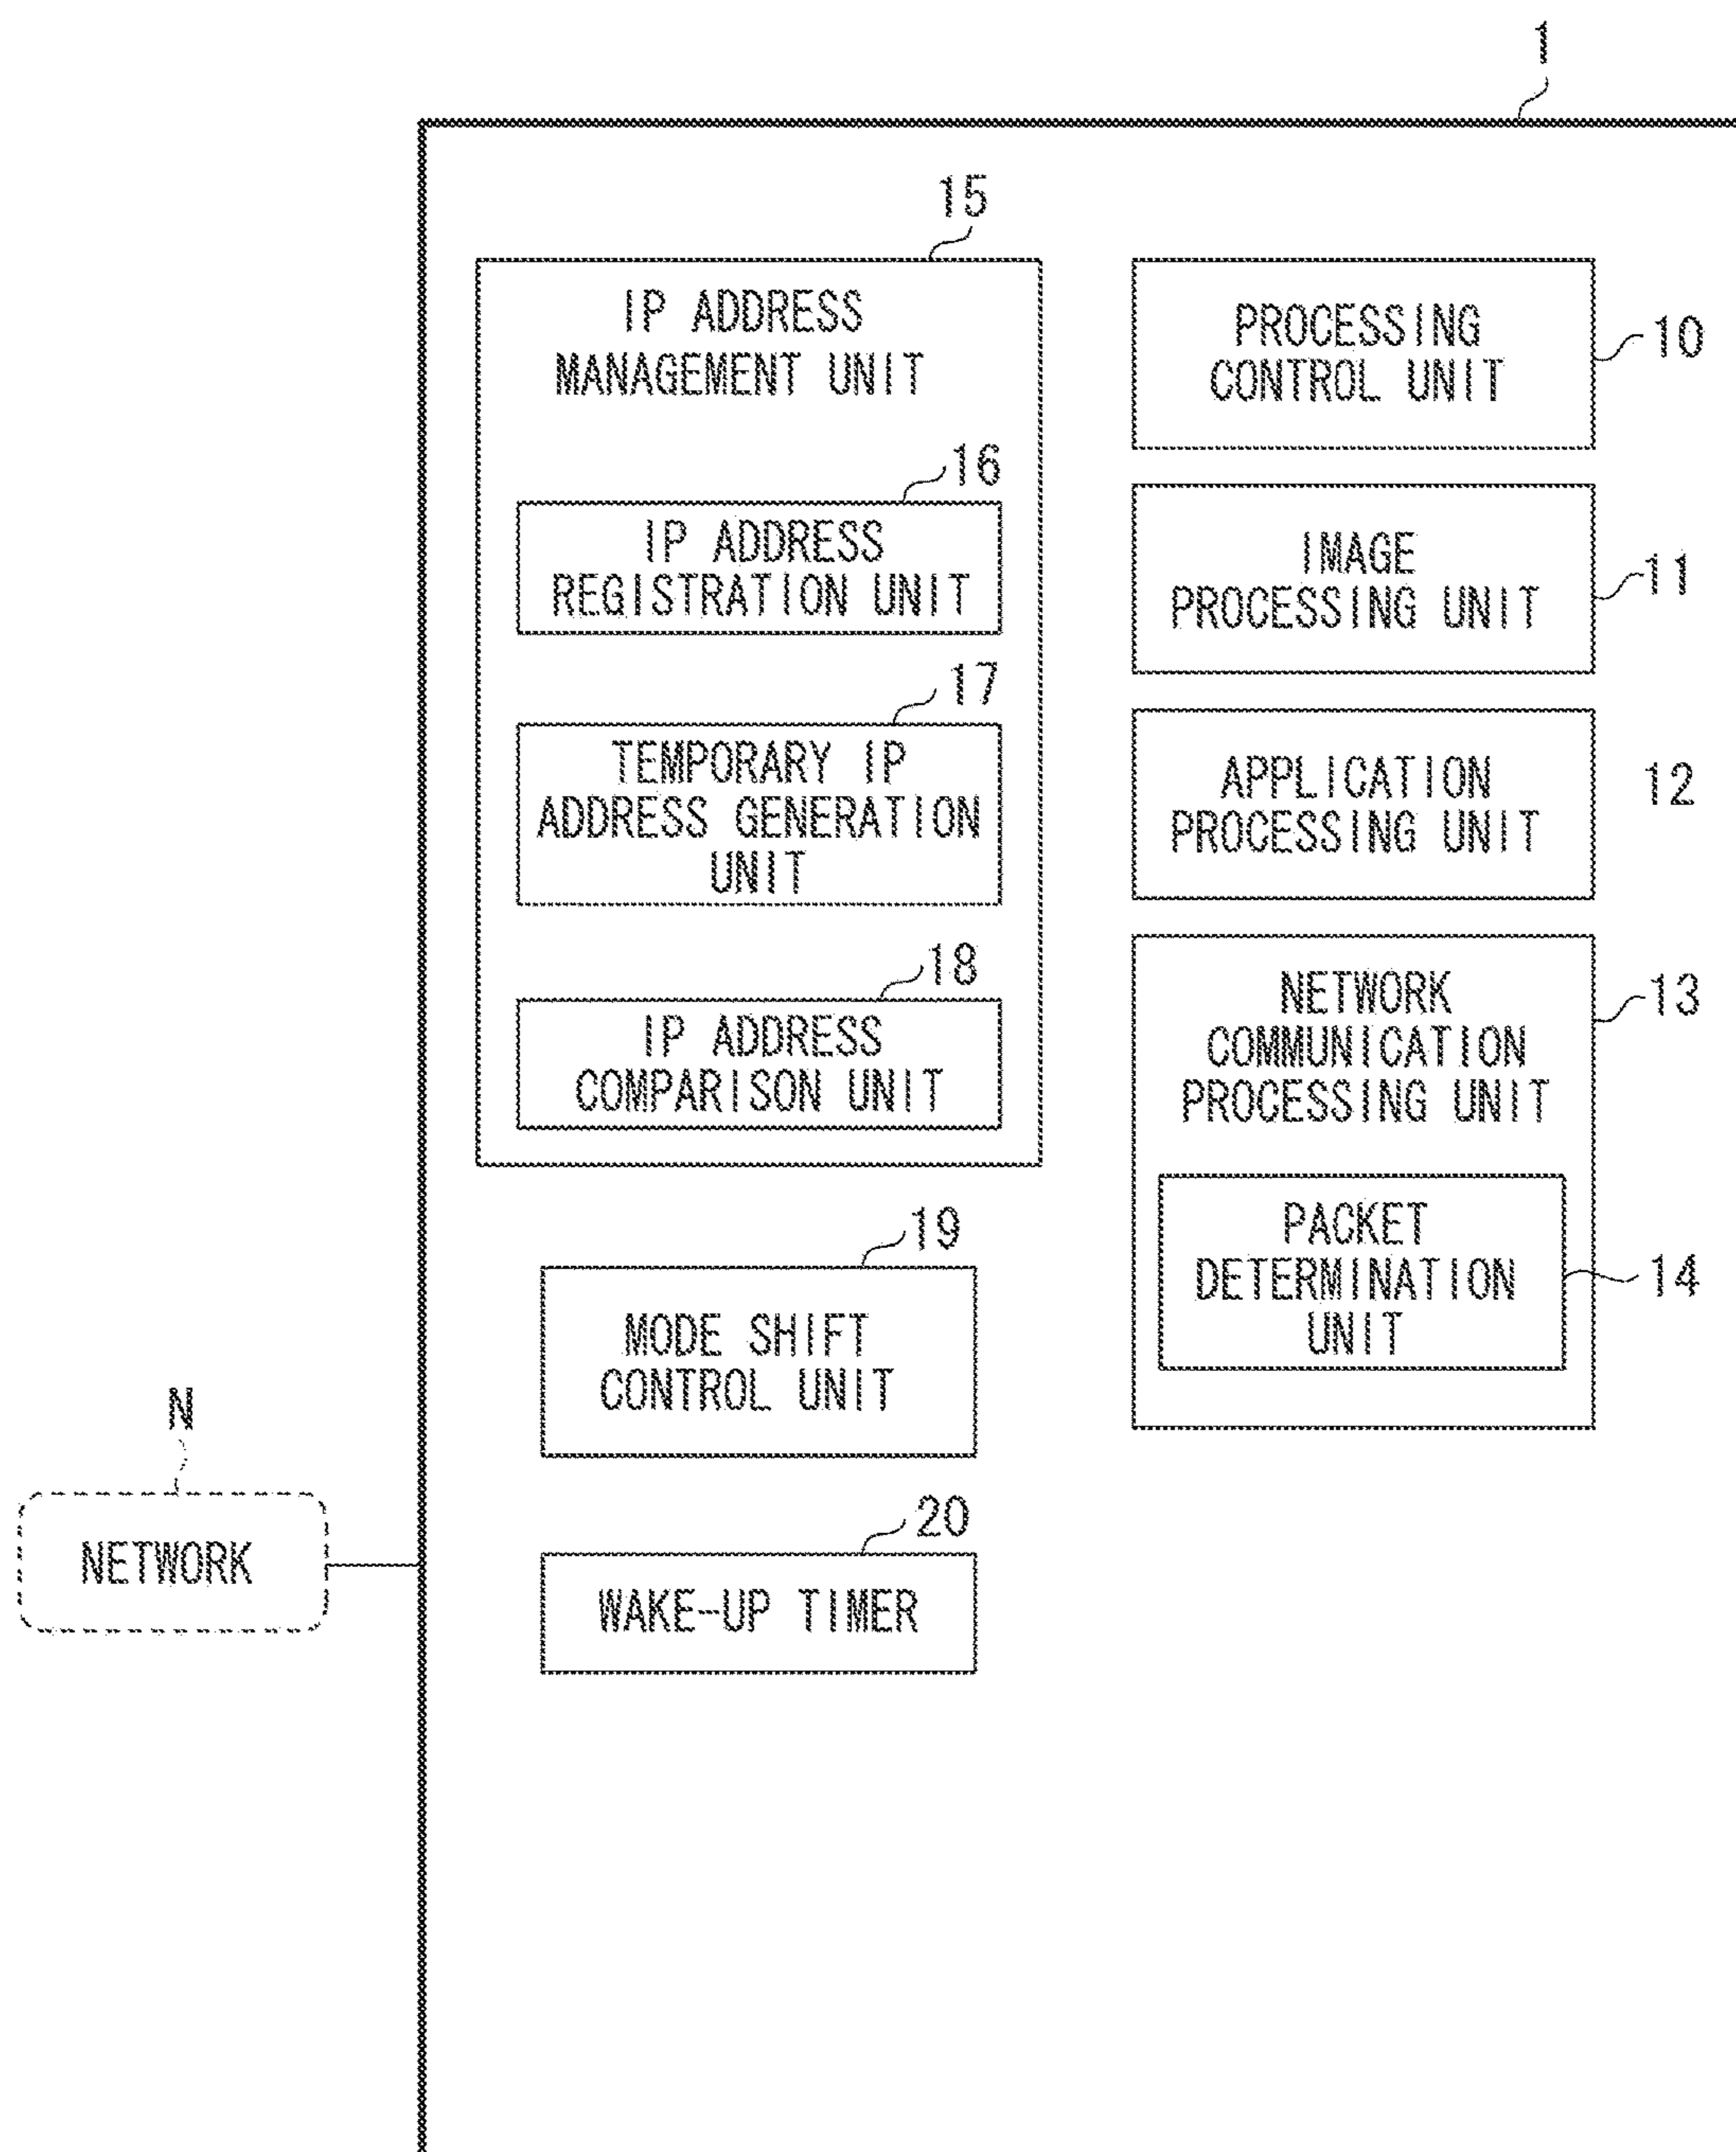 1
15
IP ADDRESS
MANAGEMENT UNIT
16
IP ADDRESS
REGISTRATION UNIT
17
TEMPORARY IP
ADDRESS GENERATION
UNIT
18
IP ADDRESS
COMPARISON UNIT
19
MODE SHIFT
CONTROL UNIT
20
WAKE-UP TIMER
PROCESSING
CONTROL UNIT
10
IMAGE
PROCESSING UNIT
11
APPLICATION
PROCESSING UNIT
12
NETWORK
COMMUNICATION
PROCESSING UNIT
13
PACKET
DETERMINATION
UNIT
14
N
NETWORK